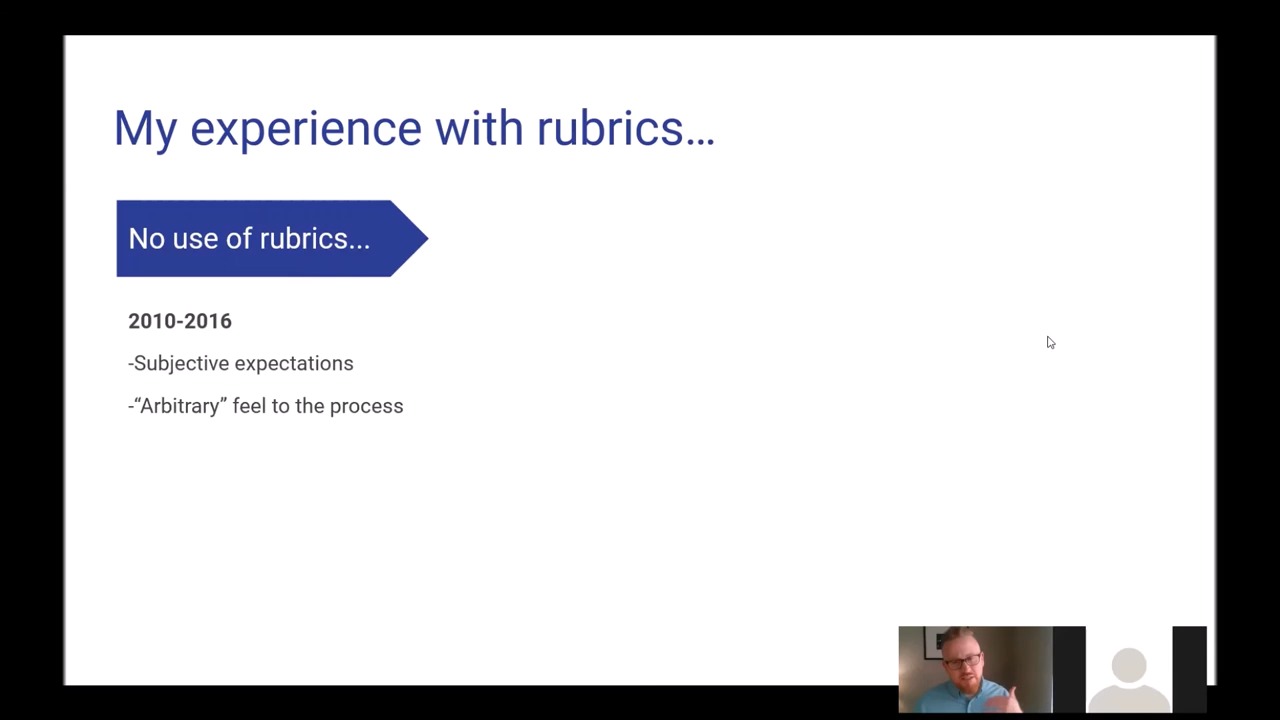 My experience with rubrics...
No use of rubrics...
2010-2016
-Subjective expectations
-“Arbitrary” feel to the process